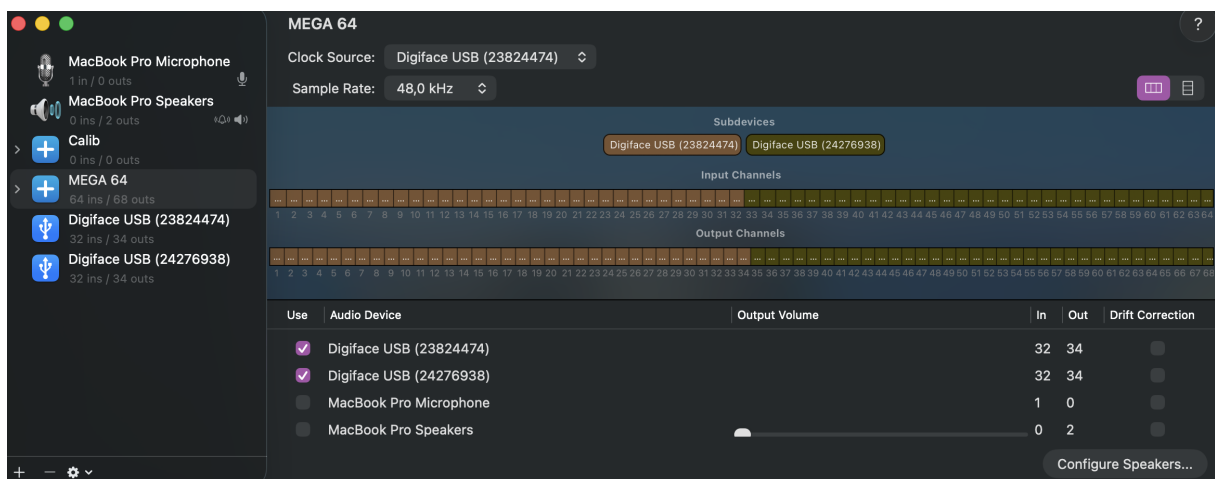 MacBook Pro Microphone
1 in / 0 outs
MacBook Pro Speakers
0 ins / 2 outs
Calib
0 ins / 0 outs
MEGA 64
64 ins / 68 outs
Digiface USB (23824474)
32 ins / 34 outs
Digiface USB (24276938)
32 ins / 34 outs
MEGA 64
?
Clock Source: Digiface USB (23824474)
Sample Rate: 48,0 kHz
Subdevices
Digiface USB (23824474) Digiface USB (24276938)
Input Channels
1 2 3 4 5 6 7 8 9 10 11 12 13 14 15 16 17 18 19 20 21 22 23 24 25 26 27 28 29 30 31 32 33 34 35 36 37 38 39 40 41 42 43 44 45 46 47 48 49 50 51 52 53 54 55 56 57 58 59 60 61 62 63 64
Output Channels
1 2 3 4 5 6 7 8 9 10 11 12 13 14 15 16 17 18 19 20 21 22 23 24 25 26 27 28 29 30 31 32 33 34 35 36 37 38 39 40 41 42 43 44 45 46 47 48 49 50 51 52 53 54 55 56 57 58 59 60 61 62 63 64 65 66 67 68
Use Audio Device Output Volume In Out Drift Correction
Digiface USB (23824474) 32 34
Digiface USB (24276938) 32 34
MacBook Pro Microphone 1 0
MacBook Pro Speakers 0 2
Configure Speakers...